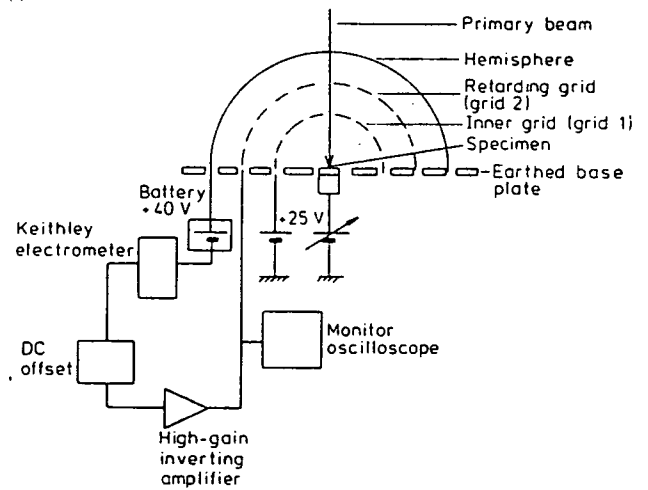 Primary beam
Hemisphere
Retarding grid
(grid 2)
Inner grid (grid 1)
Specimen
Earthed base
plate
Battery
+40 V
+25 V
Keithley
electrometer
Monitor
oscilloscope
DC
offset
High-gain
inverting
amplifier